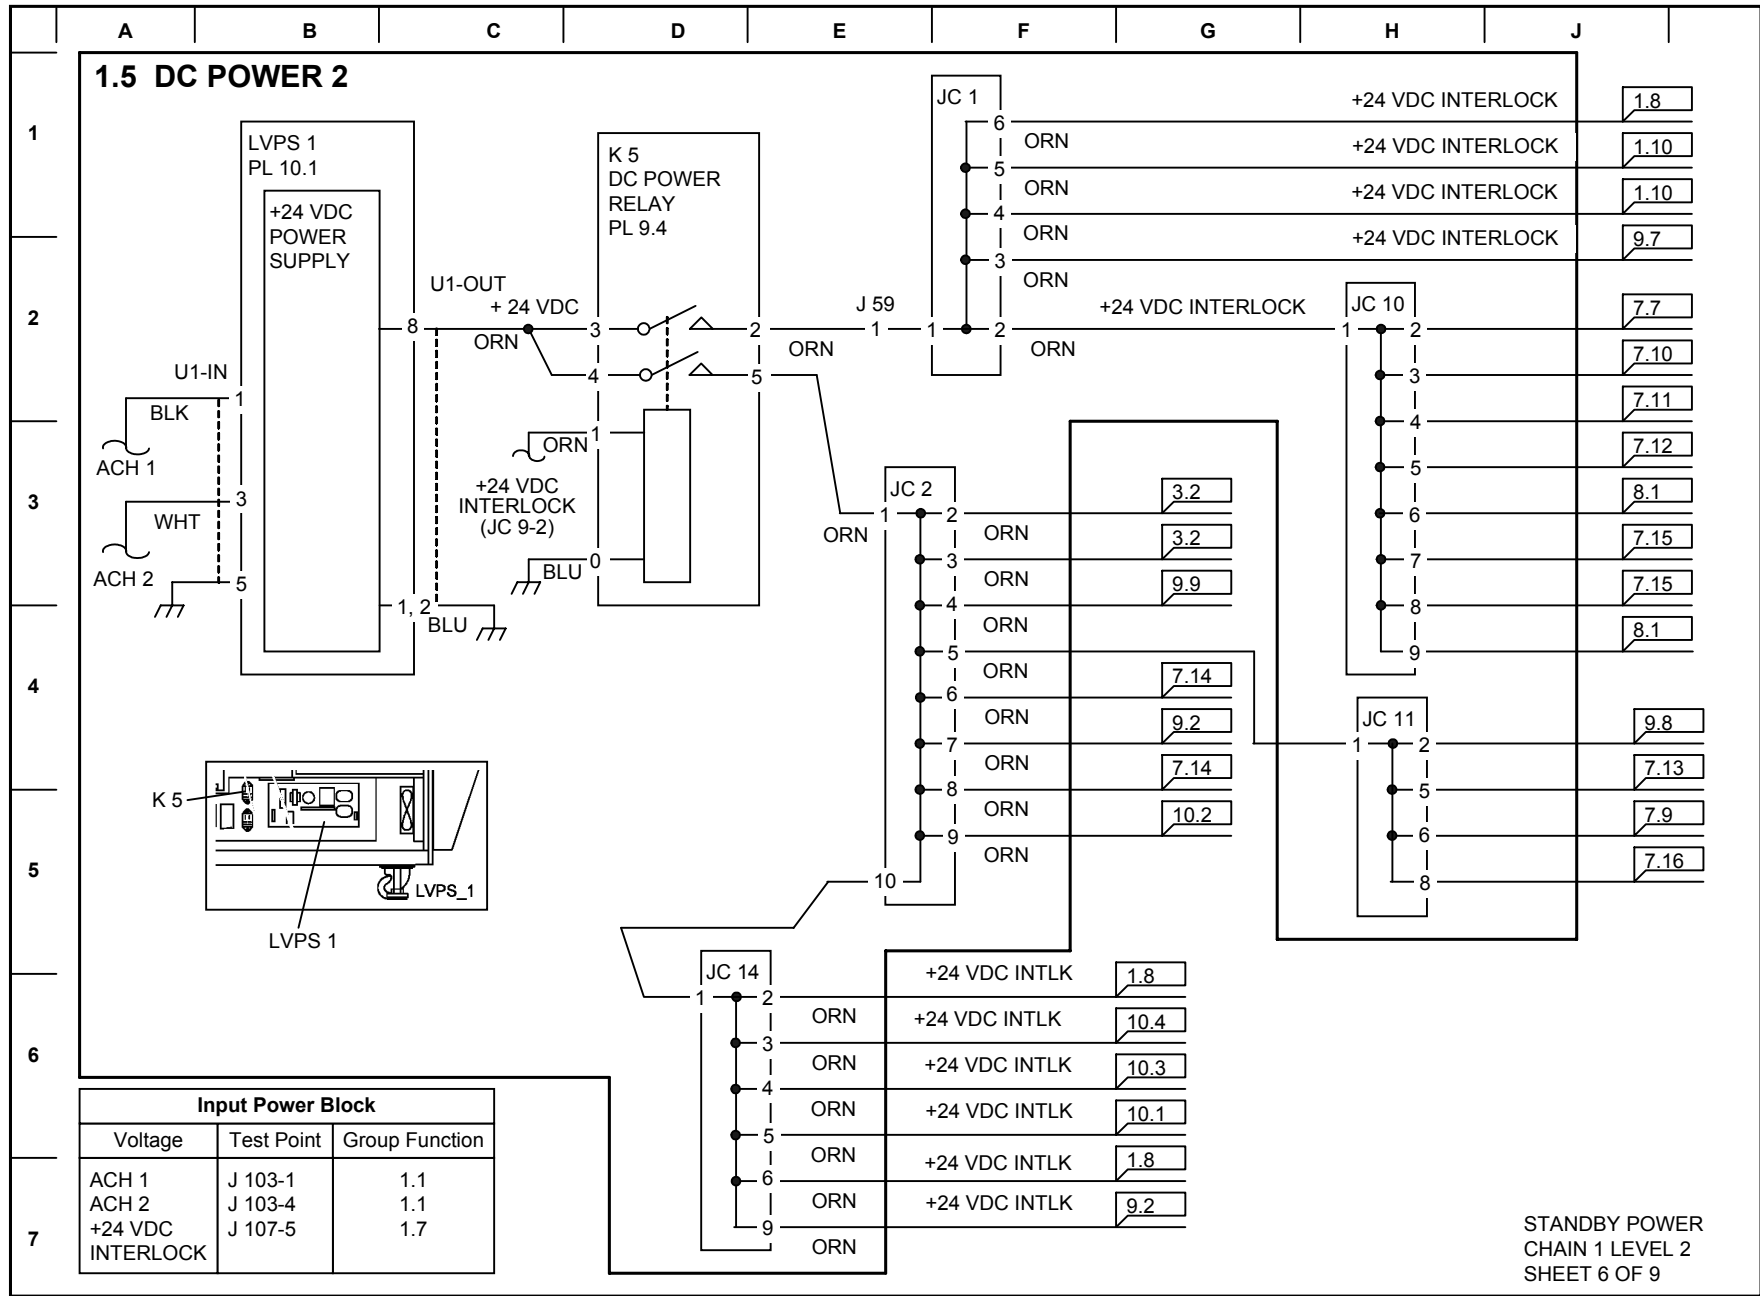 A B C D E F G H J
1
2
3
4
5
6
7
1.5 DC POWER 2
LVPS 1
PL 10.1
+24 VDC
POWER
SUPPLY
U1-IN
1
BLK
ACH 1
3
WHT
ACH 2
5
8
1, 2
BLU
U1-OUT
+ 24 VDC
ORN
K 5
DC POWER
RELAY
PL 9.4
3
4
2
5
1
ORN
+24 VDC
INTERLOCK
(JC 9-2)
0
BLU
ORN
J 59
1
JC 1
1
6
ORN
+24 VDC INTERLOCK
1.8
5
ORN
+24 VDC INTERLOCK
1.10
4
ORN
+24 VDC INTERLOCK
1.10
3
ORN
+24 VDC INTERLOCK
9.7
2
ORN
+24 VDC INTERLOCK
JC 10
1
2
7.7
3
7.10
4
7.11
5
7.12
6
8.1
7
7.15
8
7.15
9
8.1
ORN
JC 2
1
2
ORN
3.2
3
ORN
3.2
4
ORN
9.9
5
ORN
6
ORN
7.14
7
ORN
9.2
8
ORN
7.14
9
ORN
10.2
10
JC 11
1
2
9.8
5
7.13
6
7.9
8
7.16
K 5
LVPS_1
LVPS 1
JC 14
1
2
ORN
+24 VDC INTLK
1.8
3
ORN
+24 VDC INTLK
10.4
4
ORN
+24 VDC INTLK
10.3
5
ORN
+24 VDC INTLK
10.1
6
ORN
+24 VDC INTLK
1.8
9
ORN
+24 VDC INTLK
9.2
Input Power Block
Voltage Test Point Group Function
ACH 1 J 103-1 1.1
ACH 2 J 103-4 1.1
+24 VDC J 107-5 1.7
INTERLOCK
STANDBY POWER
CHAIN 1 LEVEL 2
SHEET 6 OF 9